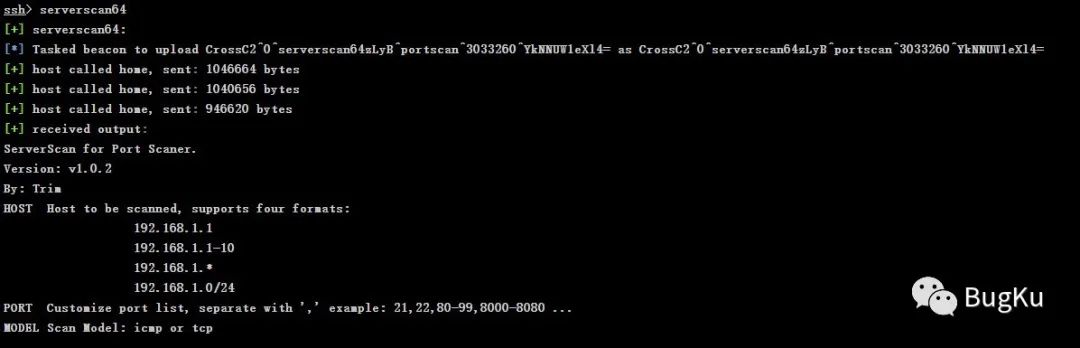 ssh> serverscan64
[+] serverscan64:
[*] Tasked beacon to upload CrossC2^0^serverscan64zLyB^portscan^3033260^YkNNUW1eXl4= as CrossC2^0^serverscan64zLyB^portscan^3033260^YkNNUW1eXl4=
[+] host called home, sent: 1046664 bytes
[+] host called home, sent: 1040656 bytes
[+] host called home, sent: 946620 bytes
[+] received output:
ServerScan for Port Scaner.
Version: v1.0.2
By: Trim
HOST  Host to be scanned, supports four formats:
192.168.1.1
192.168.1.1-10
192.168.1.*
192.168.1.0/24
PORT  Customize port list, separate with ',' example: 21,22,80-99,8000-8080 ...
MODEL Scan Model: icmp or tcp
BugKu